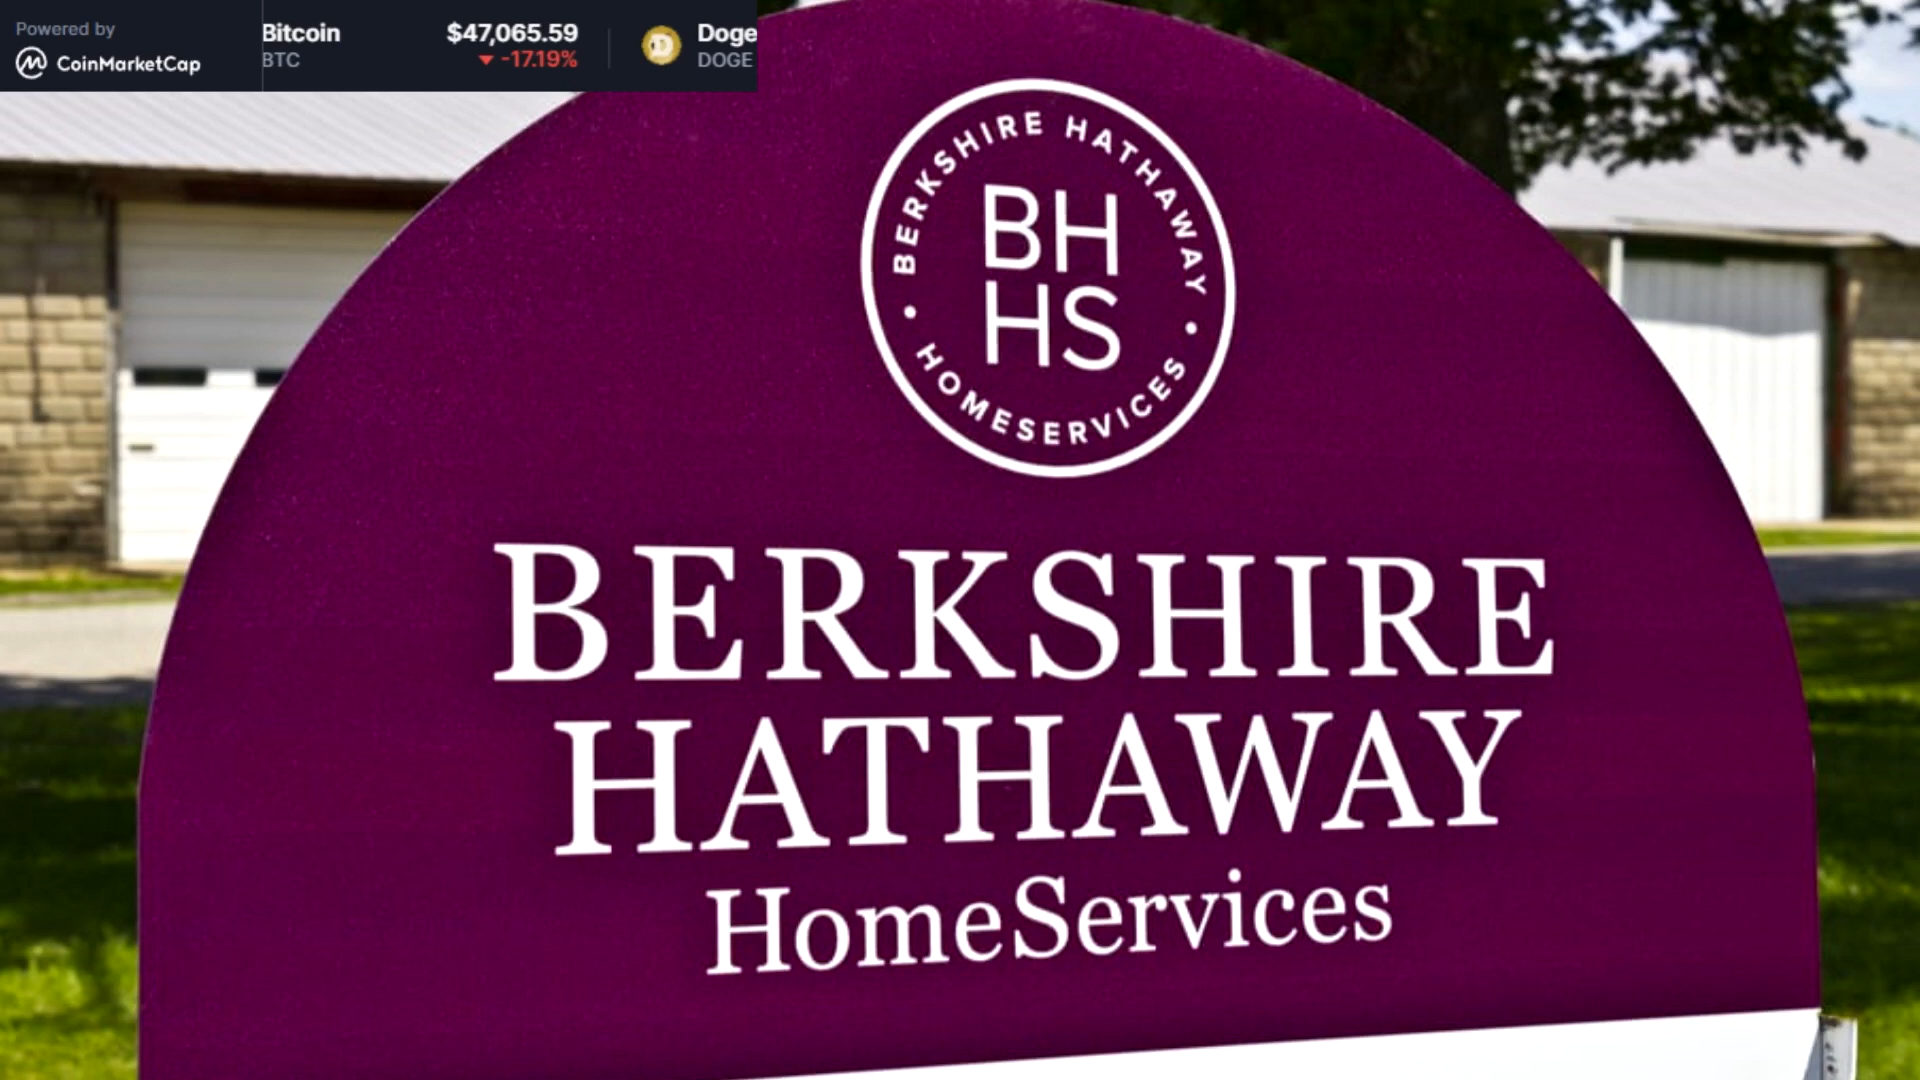 Powered by
CoinMarketCap
Bitcoin
BTC
$47,065.59
-17.19%
Doge
DOGE
BERKSHIRE HATHAWAY
BH
HS
• HOMESERVICES •
BERKSHIRE
HATHAWAY
HomeServices